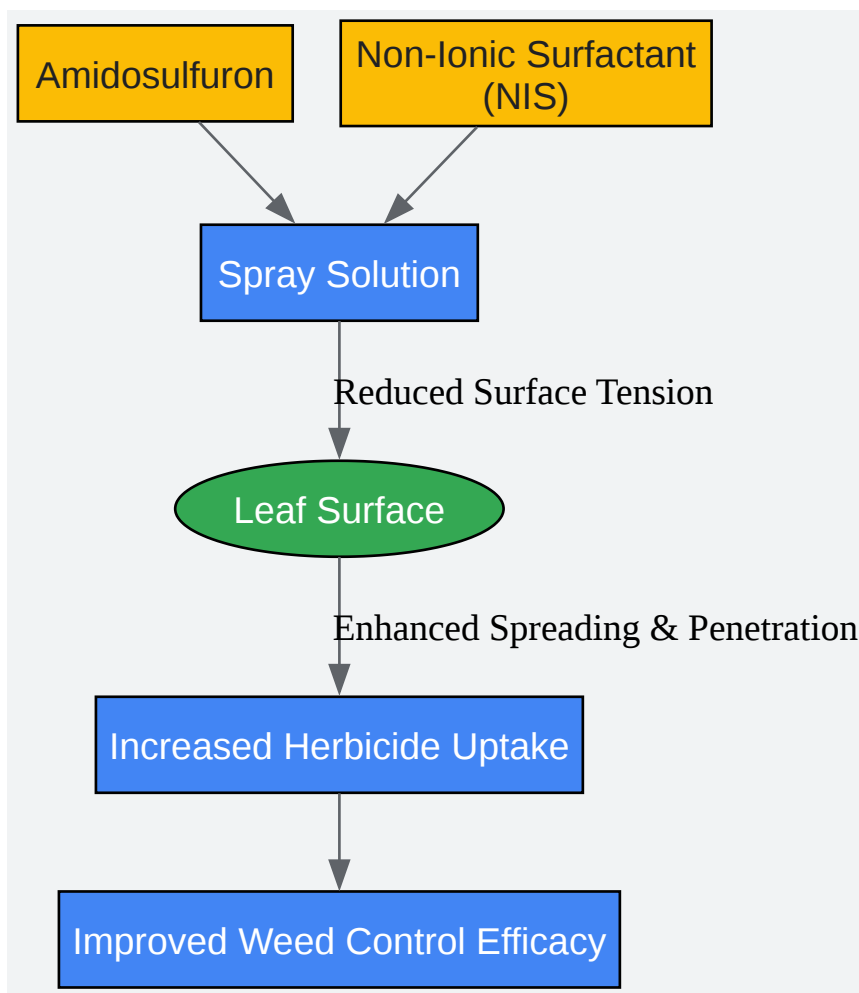 Amidosulfuron
Non-Ionic Surfactant
(NIS)
Spray Solution
Reduced Surface Tension
Leaf Surface
Enhanced Spreading & Penetration
Increased Herbicide Uptake
Improved Weed Control Efficacy